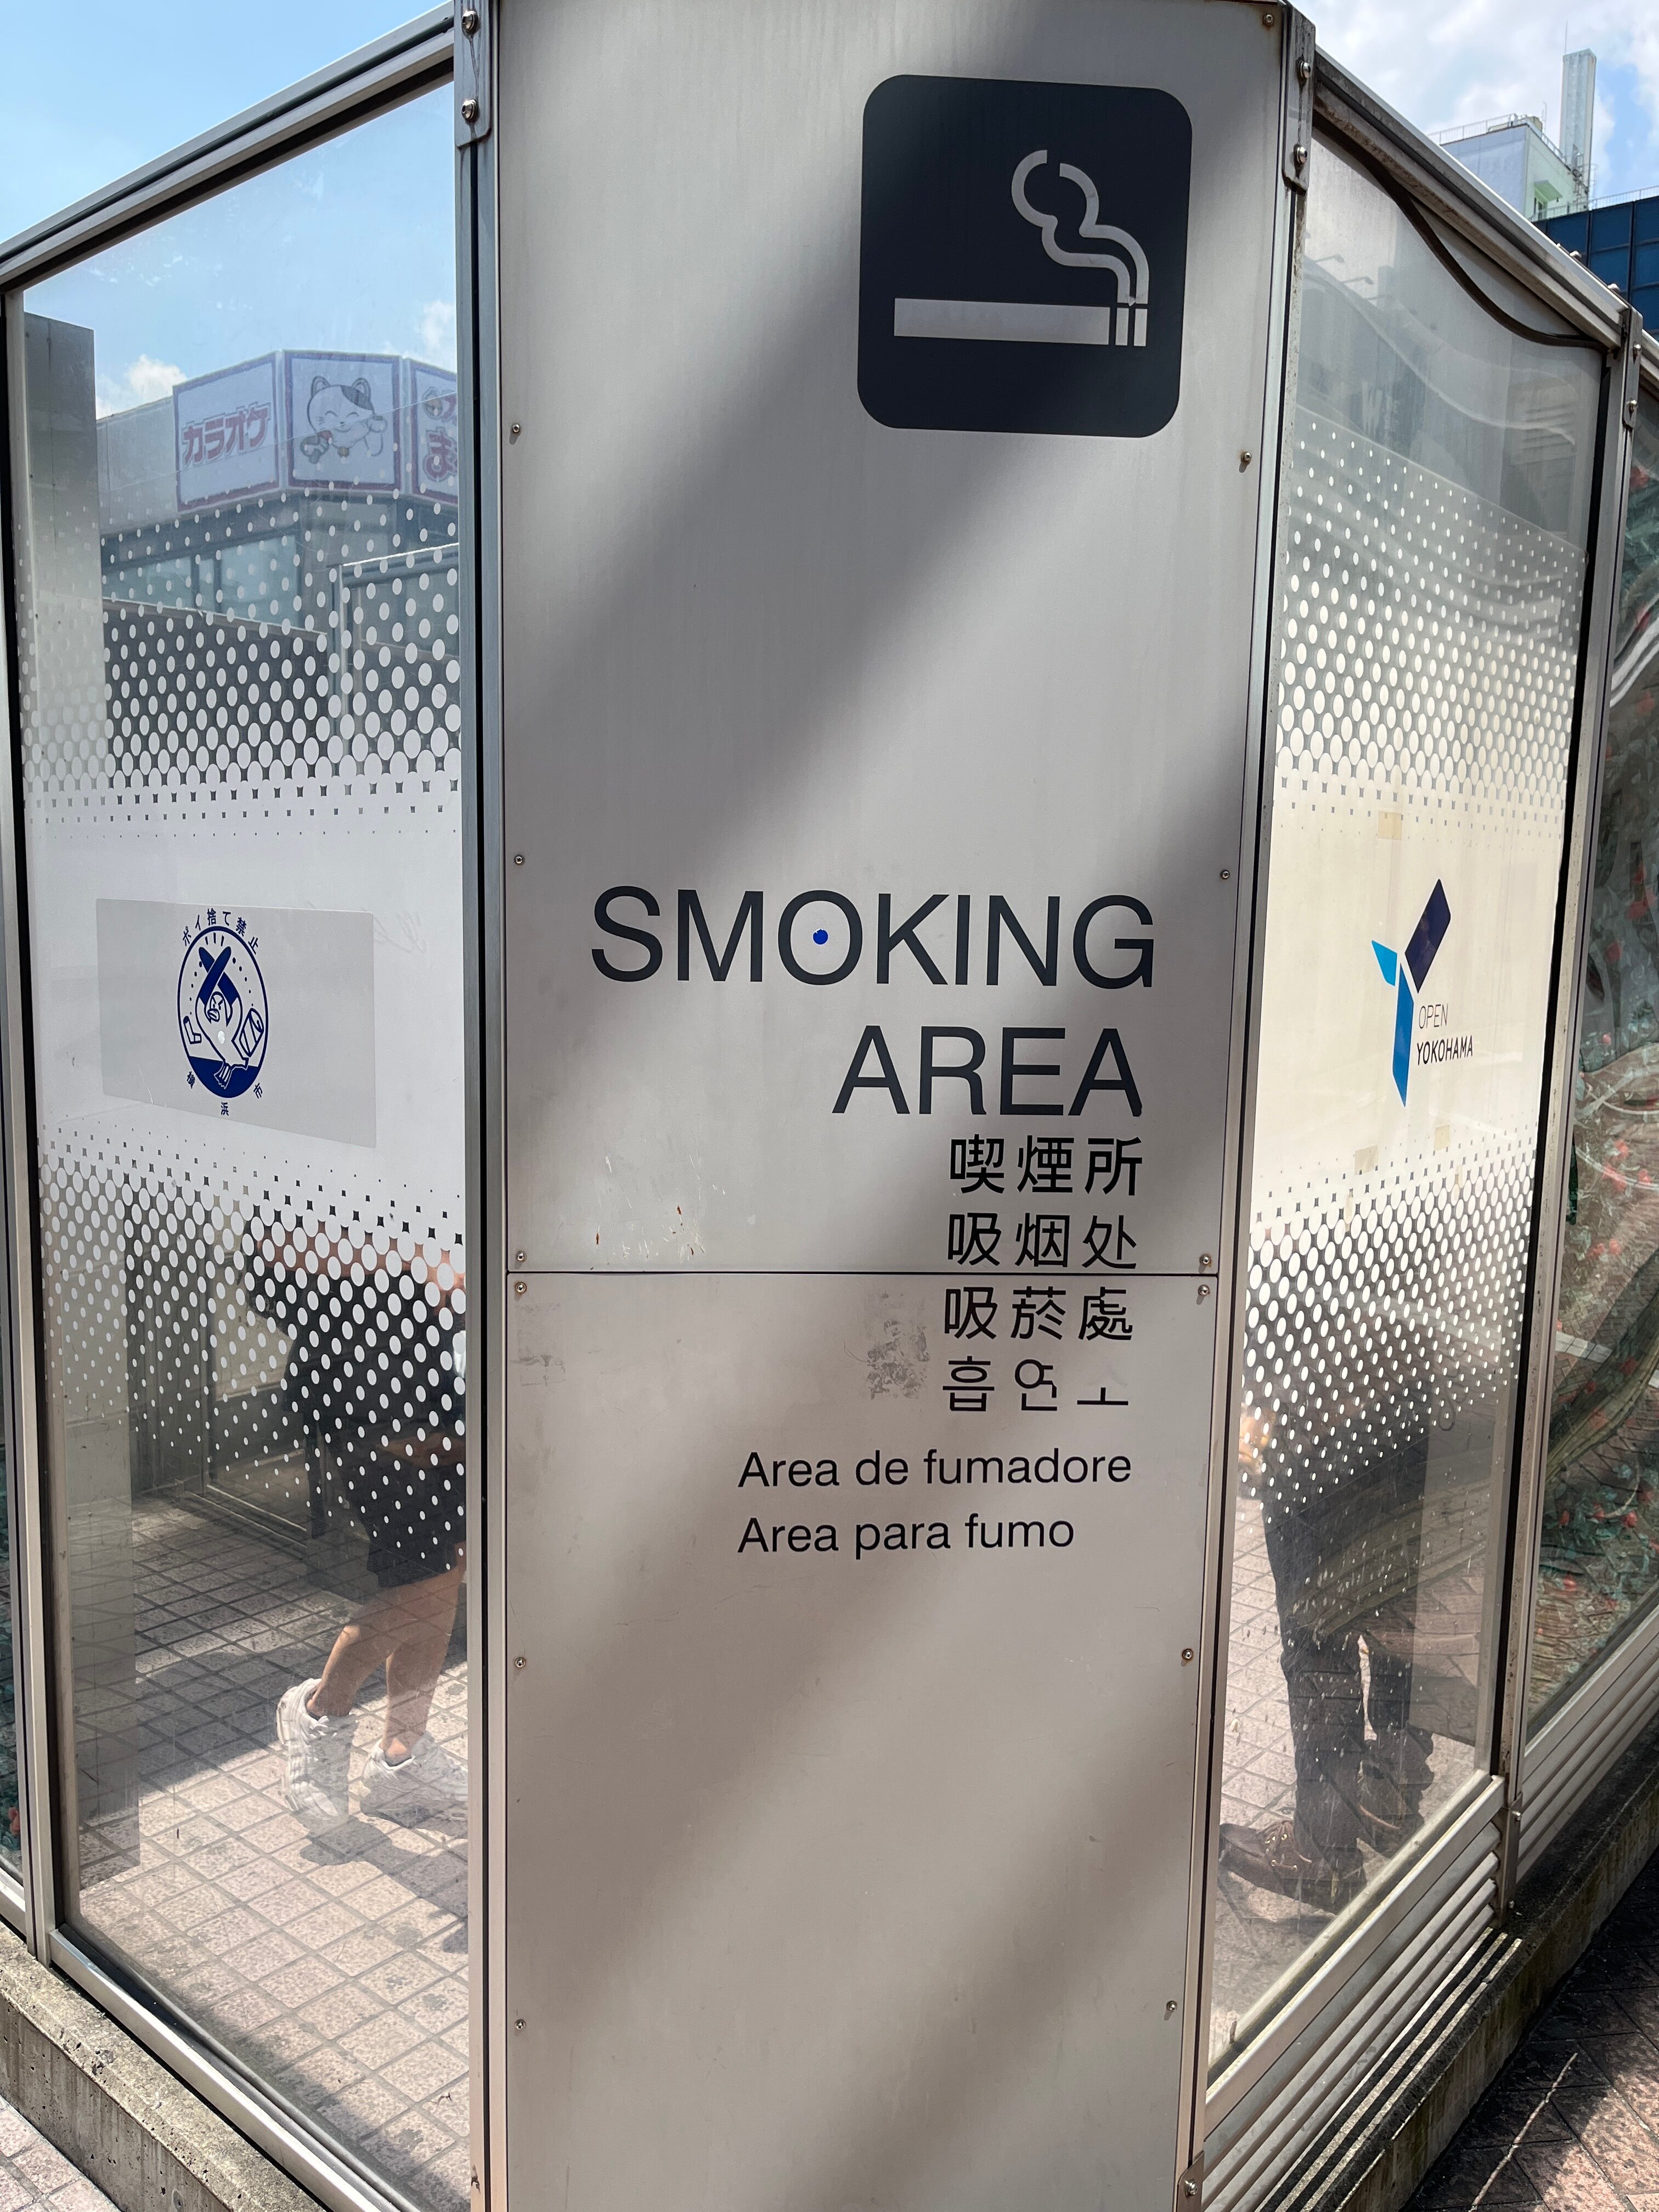 カラオケ
ま
SMOKING
AREA
喫煙所
吸烟处
吸菸處
흡연소
Area de fumadore
Area para fumo
ポイ捨て禁止
横浜市
OPEN
YOKOHAMA